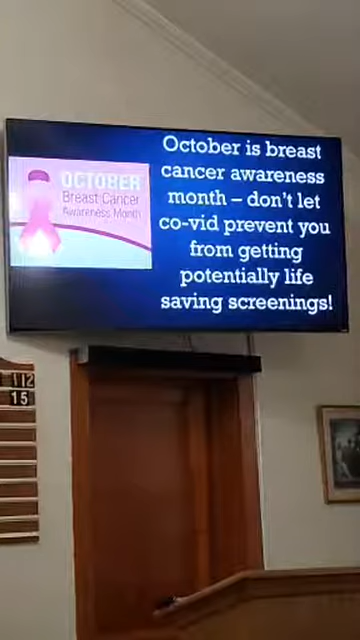 October is breast
cancer awareness
month – don't let
co-vid prevent you
from getting
potentially life
saving screenings!
OCTOBER
Breast Cancer
Awareness Month
112
15